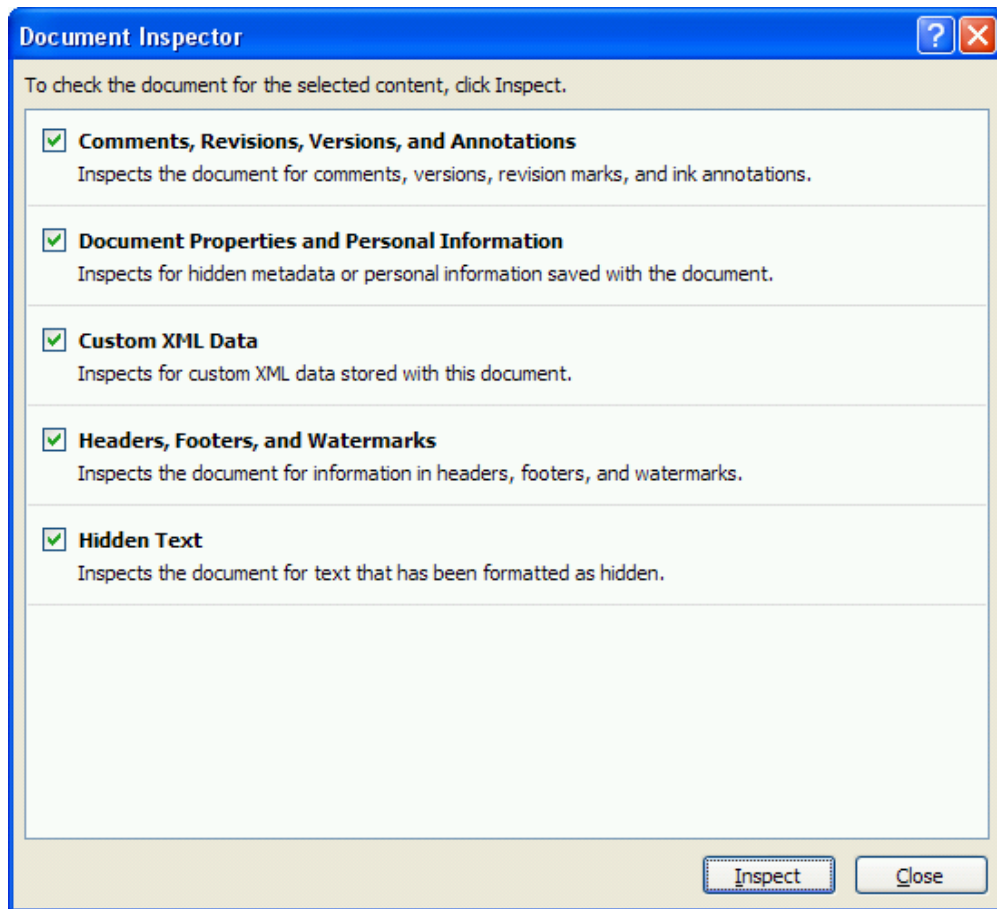 Document Inspector
To check the document for the selected content, click Inspect.
Comments, Revisions, Versions, and Annotations
Inspects the document for comments, versions, revision marks, and ink annotations.
Document Properties and Personal Information
Inspects for hidden metadata or personal information saved with the document.
Custom XML Data
Inspects for custom XML data stored with this document.
Headers, Footers, and Watermarks
Inspects the document for information in headers, footers, and watermarks.
Hidden Text
Inspects the document for text that has been formatted as hidden.
Inspect Close